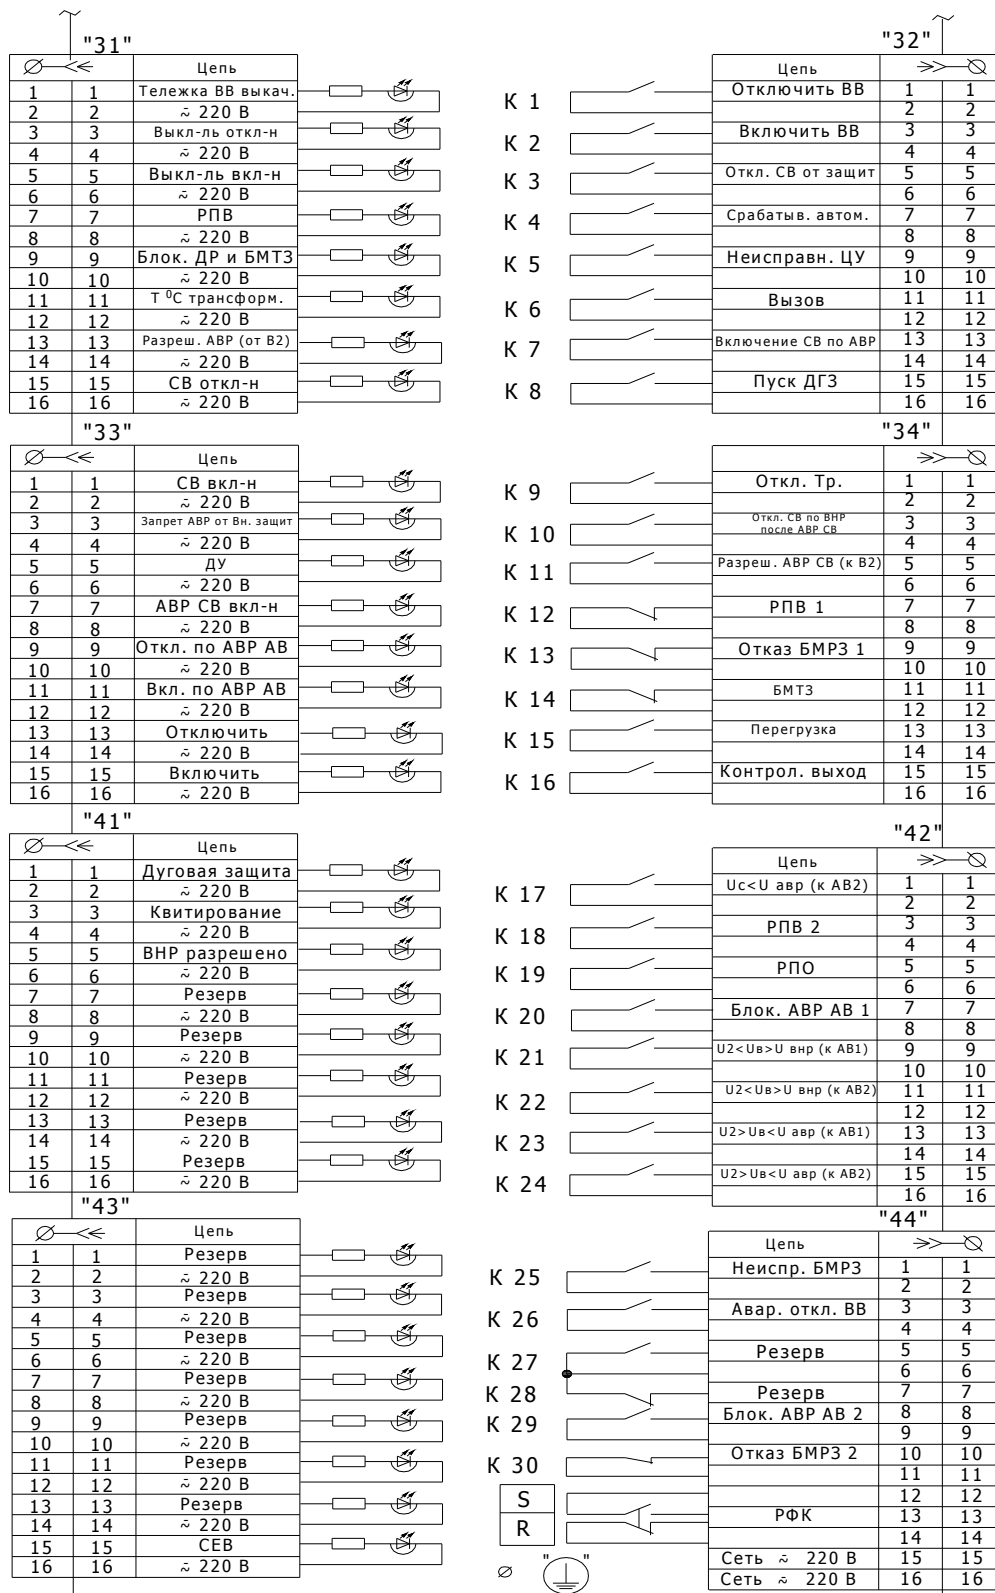 "31"
Цепь
1 1 Тележка ВВ выкач.
2 2 ~ 220 В
3 3 Выкл-ль откл-н
4 4 ~ 220 В
5 5 Выкл-ль вкл-н
6 6 ~ 220 В
7 7 РПВ
8 8 ~ 220 В
9 9 Блок. ДР и БМТЗ
10 10 ~ 220 В
11 11 Т ⁰С трансформ.
12 12 ~ 220 В
13 13 Разреш. АВР (от В2)
14 14 ~ 220 В
15 15 СВ откл-н
16 16 ~ 220 В
"32"
Цепь
К 1 Отключить ВВ 1 1
2 2
К 2 Включить ВВ 3 3
4 4
К 3 Откл. СВ от защит 5 5
6 6
К 4 Срабатыв. автом. 7 7
8 8
К 5 Неисправн. ЦУ 9 9
10 10
К 6 Вызов 11 11
12 12
К 7 Включение СВ по АВР 13 13
14 14
К 8 Пуск ДГЗ 15 15
16 16
"33"
Цепь
1 1 СВ вкл-н
2 2 ~ 220 В
3 3 Запрет АВР от Вн. защит
4 4 ~ 220 В
5 5 ДУ
6 6 ~ 220 В
7 7 АВР СВ вкл-н
8 8 ~ 220 В
9 9 Откл. по АВР АВ
10 10 ~ 220 В
11 11 Вкл. по АВР АВ
12 12 ~ 220 В
13 13 Отключить
14 14 ~ 220 В
15 15 Включить
16 16 ~ 220 В
"34"
К 9 Откл. Тр. 1 1
2 2
К 10 Откл. СВ по ВНР
после АВР СВ 3 3
4 4
К 11 Разреш. АВР СВ (к В2) 5 5
6 6
К 12 РПВ 1 7 7
8 8
К 13 Отказ БМРЗ 1 9 9
10 10
К 14 БМТЗ 11 11
12 12
К 15 Перегрузка 13 13
14 14
К 16 Контрол. выход 15 15
16 16
"41"
Цепь
1 1 Дуговая защита
2 2 ~ 220 В
3 3 Квитирование
4 4 ~ 220 В
5 5 ВНР разрешено
6 6 ~ 220 В
7 7 Резерв
8 8 ~ 220 В
9 9 Резерв
10 10 ~ 220 В
11 11 Резерв
12 12 ~ 220 В
13 13 Резерв
14 14 ~ 220 В
15 15 Резерв
16 16 ~ 220 В
"42"
Цепь
К 17 Uс<U авр (к АВ2) 1 1
2 2
К 18 РПВ 2 3 3
4 4
К 19 РПО 5 5
6 6
К 20 Блок. АВР АВ 1 7 7
8 8
К 21 U2<Uв>U внр (к АВ1) 9 9
10 10
К 22 U2<Uв>U внр (к АВ2) 11 11
12 12
К 23 U2>Uв<U авр (к АВ1) 13 13
14 14
К 24 U2>Uв<U авр (к АВ2) 15 15
16 16
"43"
Цепь
1 1 Резерв
2 2 ~ 220 В
3 3 Резерв
4 4 ~ 220 В
5 5 Резерв
6 6 ~ 220 В
7 7 Резерв
8 8 ~ 220 В
9 9 Резерв
10 10 ~ 220 В
11 11 Резерв
12 12 ~ 220 В
13 13 Резерв
14 14 ~ 220 В
15 15 СЕВ
16 16 ~ 220 В
"44"
Цепь
К 25 Неиспр. БМРЗ 1 1
2 2
К 26 Авар. откл. ВВ 3 3
4 4
К 27 Резерв 5 5
6 6
К 28 Резерв 7 7
К 29 Блок. АВР АВ 2 8 8
9 9
К 30 Отказ БМРЗ 2 10 10
11 11
S 12 12
R РФК 13 13
14 14
Сеть ~ 220 В 15 15
Сеть ~ 220 В 16 16
" "